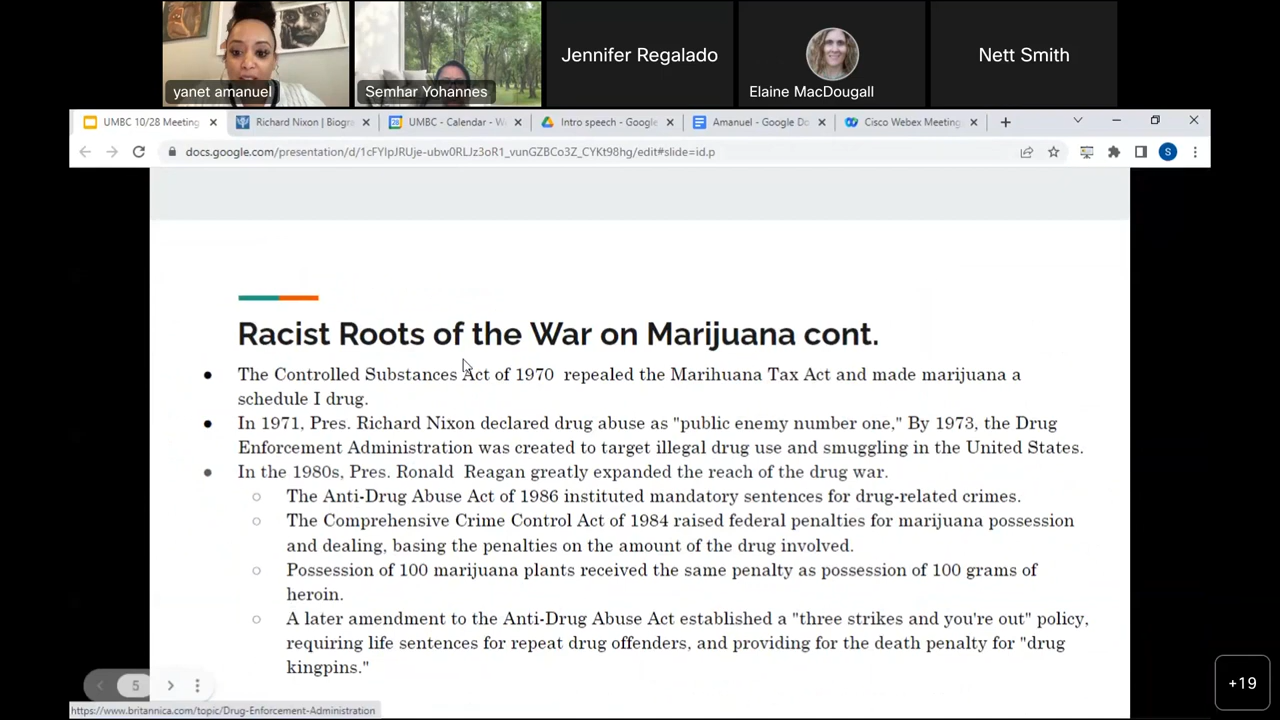 yanet amanuel
Semhar Yohannes
Jennifer Regalado
Elaine MacDougall
Nett Smith
UMBC 10/28 Meeting
Richard Nixon | Biogra
UMBC - Calendar - W
Intro speech - Google
Amanuel - Google Do
Cisco Webex Meeting
docs.google.com/presentation/d/1cFYlpJRUje-ubw0RLJz3oR1_vunGZBCo3Z_CYKt98hg/edit#slide=id.p
S
Racist Roots of the War on Marijuana cont.
● The Controlled Substances Act of 1970 repealed the Marihuana Tax Act and made marijuana a
schedule I drug.
● In 1971, Pres. Richard Nixon declared drug abuse as "public enemy number one," By 1973, the Drug
Enforcement Administration was created to target illegal drug use and smuggling in the United States.
● In the 1980s, Pres. Ronald Reagan greatly expanded the reach of the drug war.
○ The Anti-Drug Abuse Act of 1986 instituted mandatory sentences for drug-related crimes.
○ The Comprehensive Crime Control Act of 1984 raised federal penalties for marijuana possession
and dealing, basing the penalties on the amount of the drug involved.
○ Possession of 100 marijuana plants received the same penalty as possession of 100 grams of
heroin.
○ A later amendment to the Anti-Drug Abuse Act established a "three strikes and you're out" policy,
requiring life sentences for repeat drug offenders, and providing for the death penalty for "drug
kingpins."
5
+19
https://www.britannica.com/topic/Drug-Enforcement-Administration